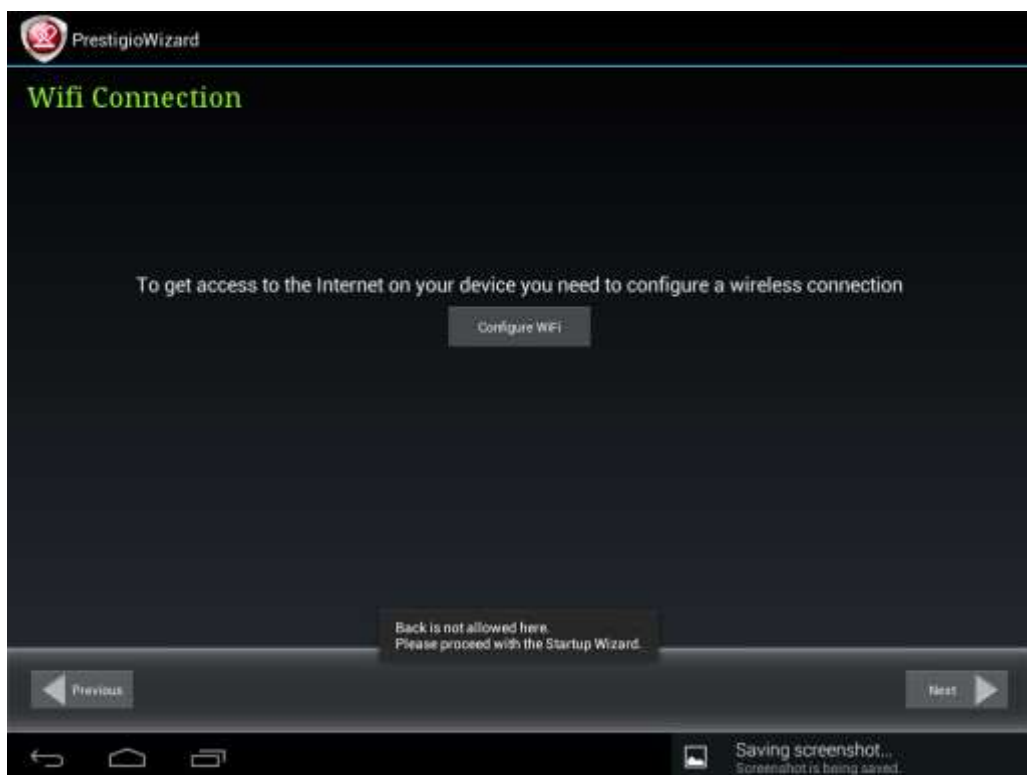 PrestigioWizard
Wifi Connection
To get access to the Internet on your device you need to configure a wireless connection
Configure WiFi
Back is not allowed here.
Please proceed with the Startup Wizard.
Previous
Next
Saving screenshot...
Screenshot is being saved.